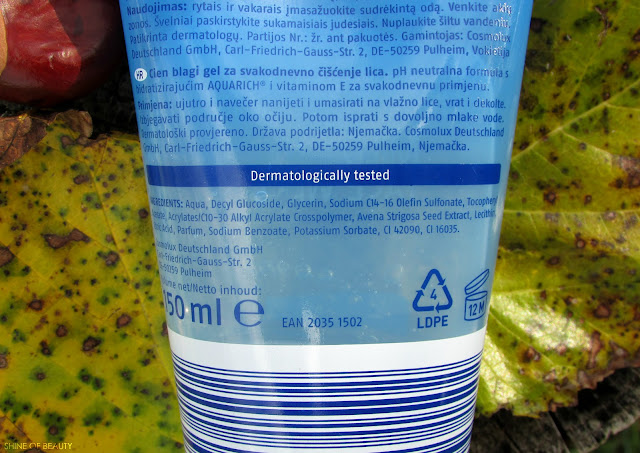 Naudojimas: rytais ir vakarais įmasažuokite sudrėkintą odą. Venkite akių
zonos. Švelniai paskirstykite sukamaisiais judesiais. Nuplaukite šiltu vandeniu.
Patikrinta dermatologų. Partijos Nr.: žr. ant pakuotės. Gamintojas: Cosmolux
Deutschland GmbH, Carl-Friedrich-Gauss-Str. 2, DE-50259 Pulheim, Vokietija
HR Cien blagi gel za svakodnevno čišćenje lica. pH neutralna formula s
hidratizirajućim AQUARICH® i vitaminom E za svakodnevnu primjenu.
Primjena: ujutro i navečer nanijeti i umasirati na vlažno lice, vrat i dekolte.
Izbjegavati područje oko očiju. Potom isprati s dovoljno mlake vode.
Dermatološki provjereno. Država podrijetla: Njemačka. Cosmolux Deutschland
GmbH, Carl-Friedrich-Gauss-Str. 2, DE-50259 Pulheim, Njemačka.
Dermatologically tested
INGREDIENTS: Aqua, Decyl Glucoside, Glycerin, Sodium C14-16 Olefin Sulfonate, Tocopheryl
Acrylates/C10-30 Alkyl Acrylate Crosspolymer, Avena Strigosa Seed Extract, Lecithin,
Acid, Parfum, Sodium Benzoate, Potassium Sorbate, CI 42090, CI 16035.
Cosmolux Deutschland GmbH
Carl-Friedrich-Gauss-Str. 2
DE-50259 Pulheim
Volume net/Netto inhoud:
150 ml e
EAN 2035 1502
4
LDPE
12 M
SHINE OF BEAUTY